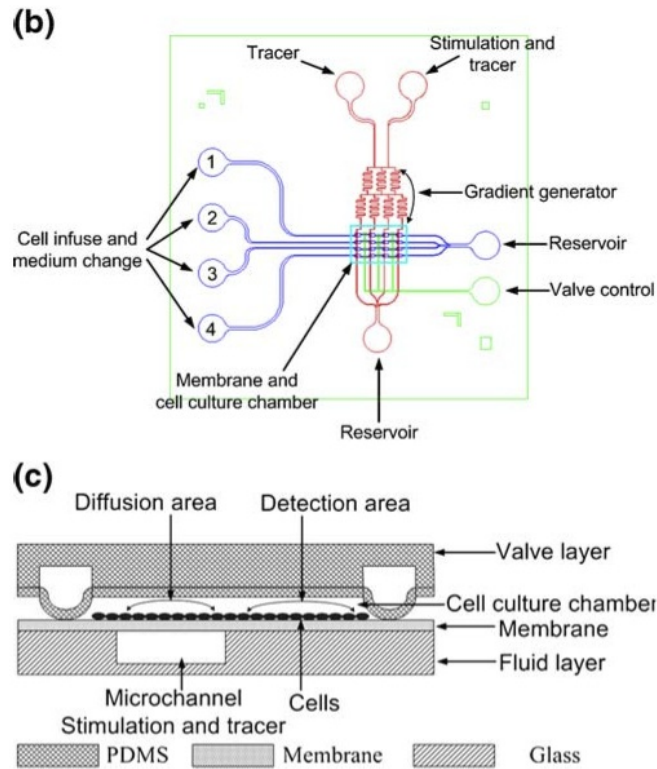 (b)
Tracer
Stimulation and
tracer
1
Gradient generator
2
Cell infuse and
medium change
Reservoir
3
Valve control
4
Membrane and
cell culture chamber
Reservoir
(c)
Diffusion area
Detection area
Valve layer
Cell culture chamber
Membrane
Fluid layer
Microchannel
Stimulation and tracer
Cells
PDMS
Membrane
Glass